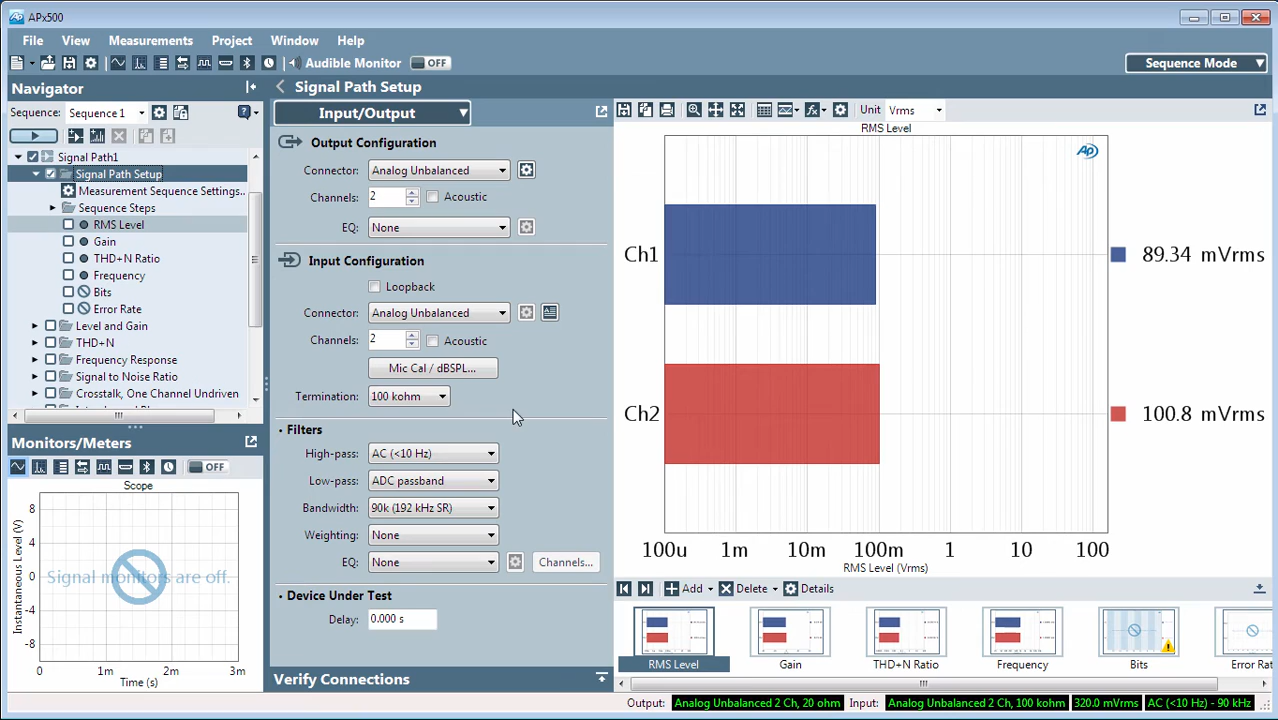 APx500
File View Measurements Project Window Help
Audible Monitor OFF
Sequence Mode
Navigator
Sequence: Sequence 1
Signal Path1
Signal Path Setup
Measurement Sequence Settings...
Sequence Steps
RMS Level
Gain
THD+N Ratio
Frequency
Bits
Error Rate
Level and Gain
THD+N
Frequency Response
Signal to Noise Ratio
Crosstalk, One Channel Undriven
Monitors/Meters
OFF
Scope
Instantaneous Level (V)
8
4
0
-4
-8
Signal monitors are off.
0 1m 2m 3m
Time (s)
Signal Path Setup
Input/Output
Output Configuration
Connector: Analog Unbalanced
Channels: 2 Acoustic
EQ: None
Input Configuration
Loopback
Connector: Analog Unbalanced
Channels: 2 Acoustic
Mic Cal / dBSPL...
Termination: 100 kohm
Filters
High-pass: AC (<10 Hz)
Low-pass: ADC passband
Bandwidth: 90k (192 kHz SR)
Weighting: None
EQ: None Channels...
Device Under Test
Delay: 0.000 s
Verify Connections
Unit Vrms
RMS Level
Ch1 89.34 mVrms
Ch2 100.8 mVrms
100u 1m 10m 100m 1 10 100
RMS Level (Vrms)
Add Delete Details
RMS Level Gain THD+N Ratio Frequency Bits Error Rate
Output: Analog Unbalanced 2 Ch, 20 ohm Input: Analog Unbalanced 2 Ch, 100 kohm 320.0 mVrms AC (<10 Hz) - 90 kHz